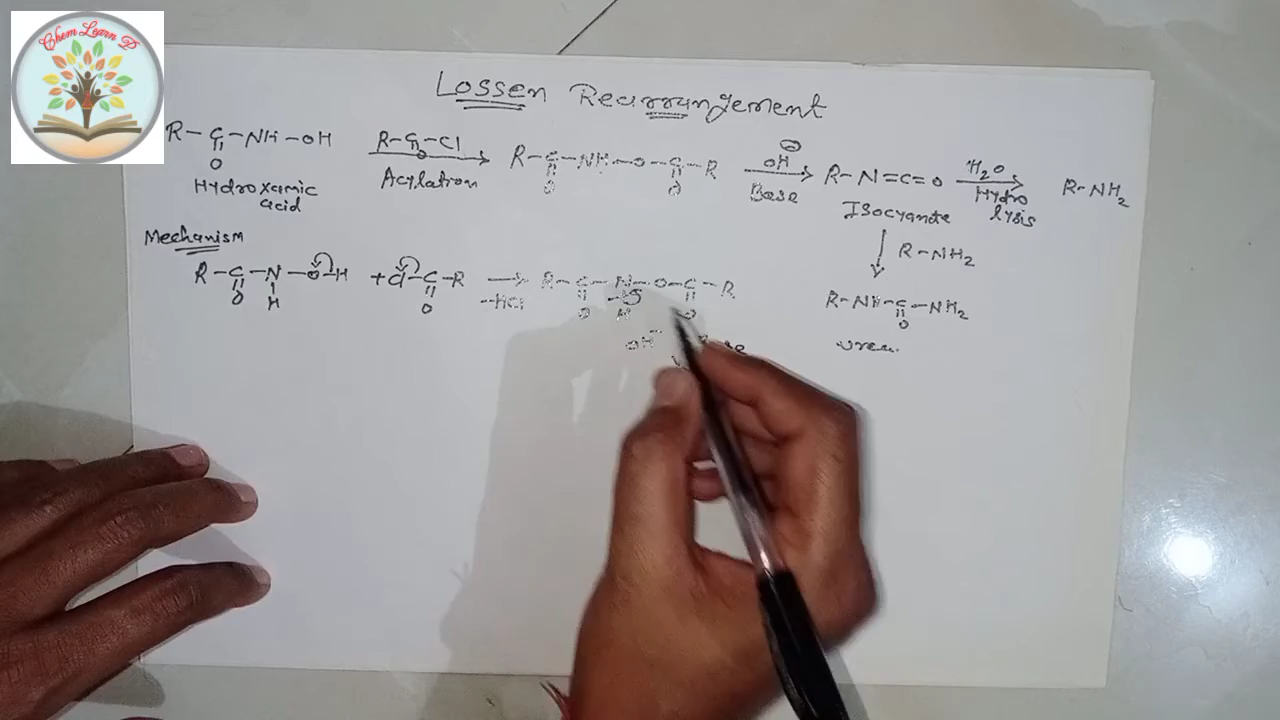 Chem Learn D
Lossen Rearrangement
R-C-NH-OH R-C-Cl R-C-NH-O-C-R OH⊖ R-N=C=O H2O R-NH2
O O O O
Hydroxamic acid Acylation Base Isocyanate Hydrolysis
Mechanism
R-NH2
R-C-N-O-H + Cl-C-R -HCl R-C-N-O-C-R R-NH-C-NH2
O H O O H O O
OH- urea